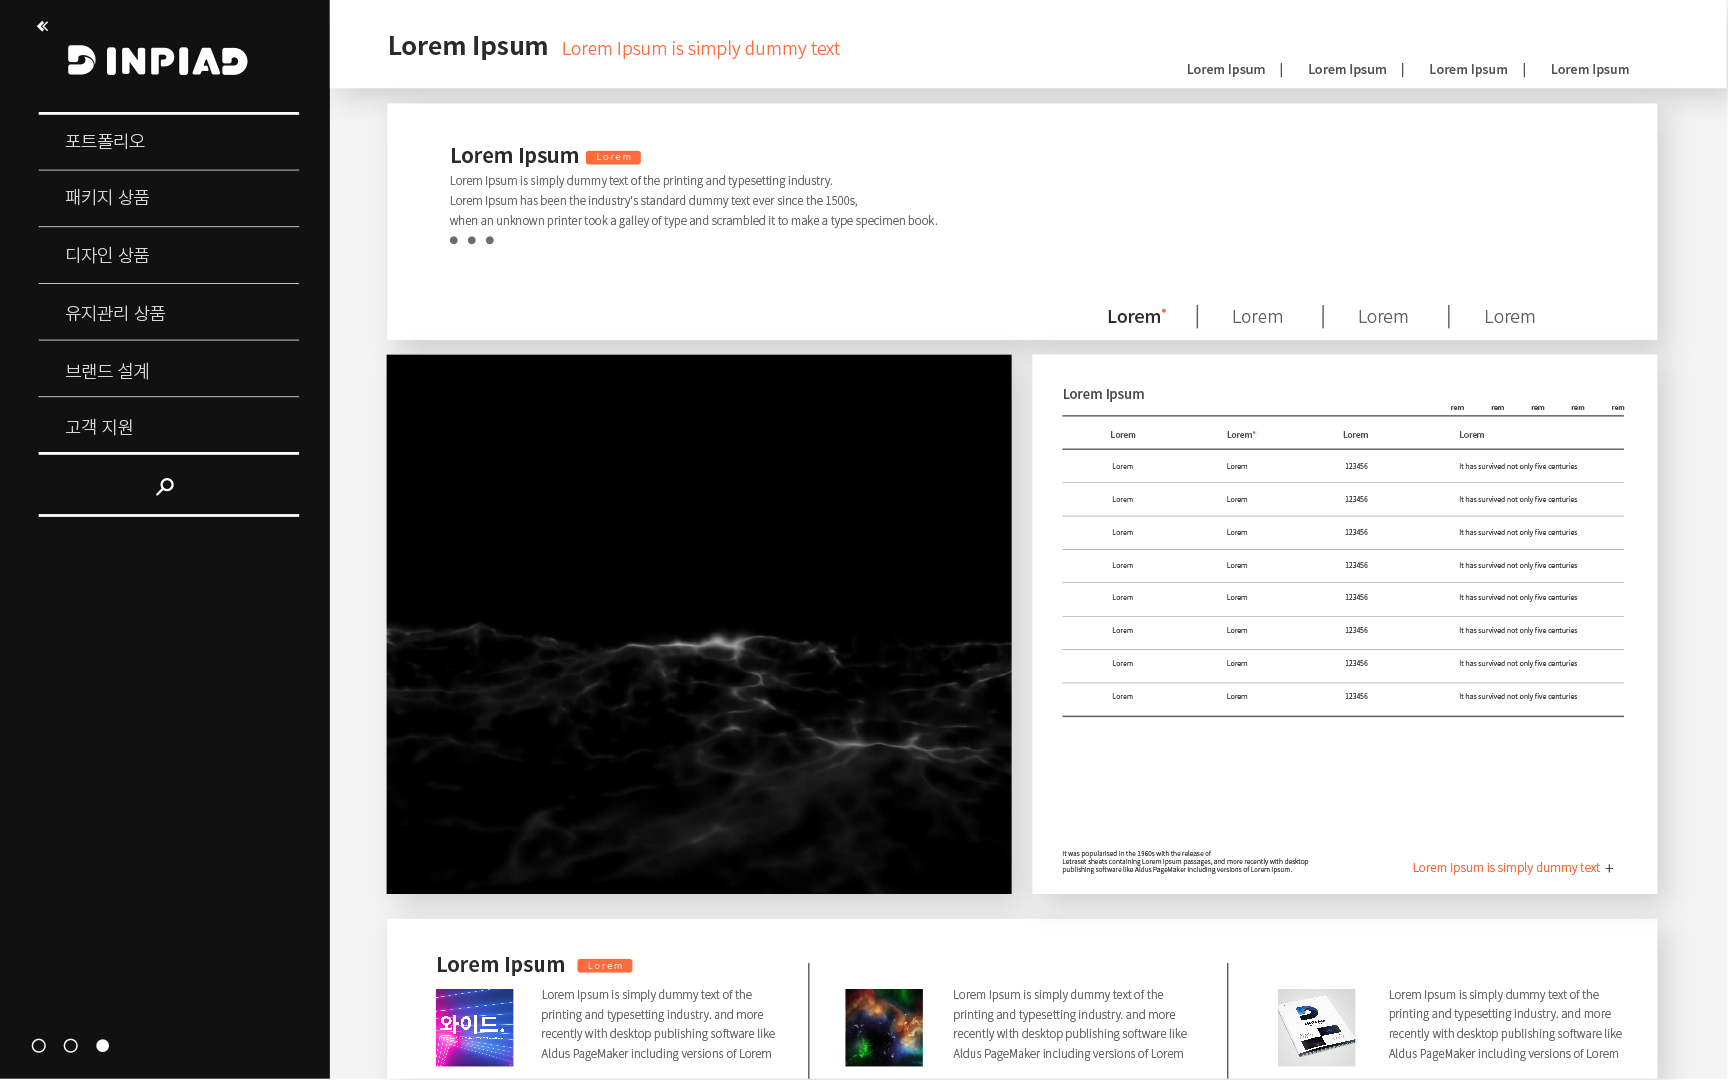 INPIAD
포트폴리오
패키지 상품
디자인 상품
유지관리 상품
브랜드 설계
고객 지원
Lorem Ipsum Lorem Ipsum is simply dummy text
Lorem Ipsum | Lorem Ipsum | Lorem Ipsum | Lorem Ipsum
Lorem Ipsum Lorem
Lorem Ipsum is simply dummy text of the printing and typesetting industry.
Lorem Ipsum has been the industry's standard dummy text ever since the 1500s,
when an unknown printer took a galley of type and scrambled it to make a type specimen book.
Lorem* | Lorem | Lorem | Lorem
Lorem Ipsum
rem rem rem rem rem
Lorem Lorem* Lorem Lorem
Lorem Lorem 123456 It has survived not only five centuries
Lorem Lorem 123456 It has survived not only five centuries
Lorem Lorem 123456 It has survived not only five centuries
Lorem Lorem 123456 It has survived not only five centuries
Lorem Lorem 123456 It has survived not only five centuries
Lorem Lorem 123456 It has survived not only five centuries
Lorem Lorem 123456 It has survived not only five centuries
Lorem Lorem 123456 It has survived not only five centuries
It was popularised in the 1960s with the release of
Letraset sheets containing Lorem Ipsum passages, and more recently with desktop
publishing software like Aldus PageMaker including versions of Lorem Ipsum.
Lorem Ipsum is simply dummy text +
Lorem Ipsum Lorem
와이드.
Lorem Ipsum is simply dummy text of the
printing and typesetting industry. and more
recently with desktop publishing software like
Aldus PageMaker including versions of Lorem
Lorem Ipsum is simply dummy text of the
printing and typesetting industry. and more
recently with desktop publishing software like
Aldus PageMaker including versions of Lorem
Lorem Ipsum is simply dummy text of the
printing and typesetting industry. and more
recently with desktop publishing software like
Aldus PageMaker including versions of Lorem